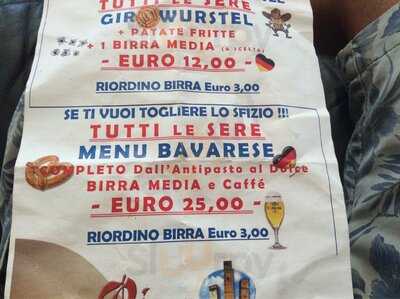 TUTTI LE SERE
GIRO WURSTEL
+ PATATE FRITTE
+ 1 BIRRA MEDIA (A SCELTA)
- EURO 12,00 -
RIORDINO BIRRA Euro 3,00
SE TI VUOI TOGLIERE LO SFIZIO !!!
TUTTI LE SERE
MENU BAVARESE
COMPLETO Dall'Antipasto al Dolce
BIRRA MEDIA e Caffé
- EURO 25,00 -
RIORDINO BIRRA Euro 3,00